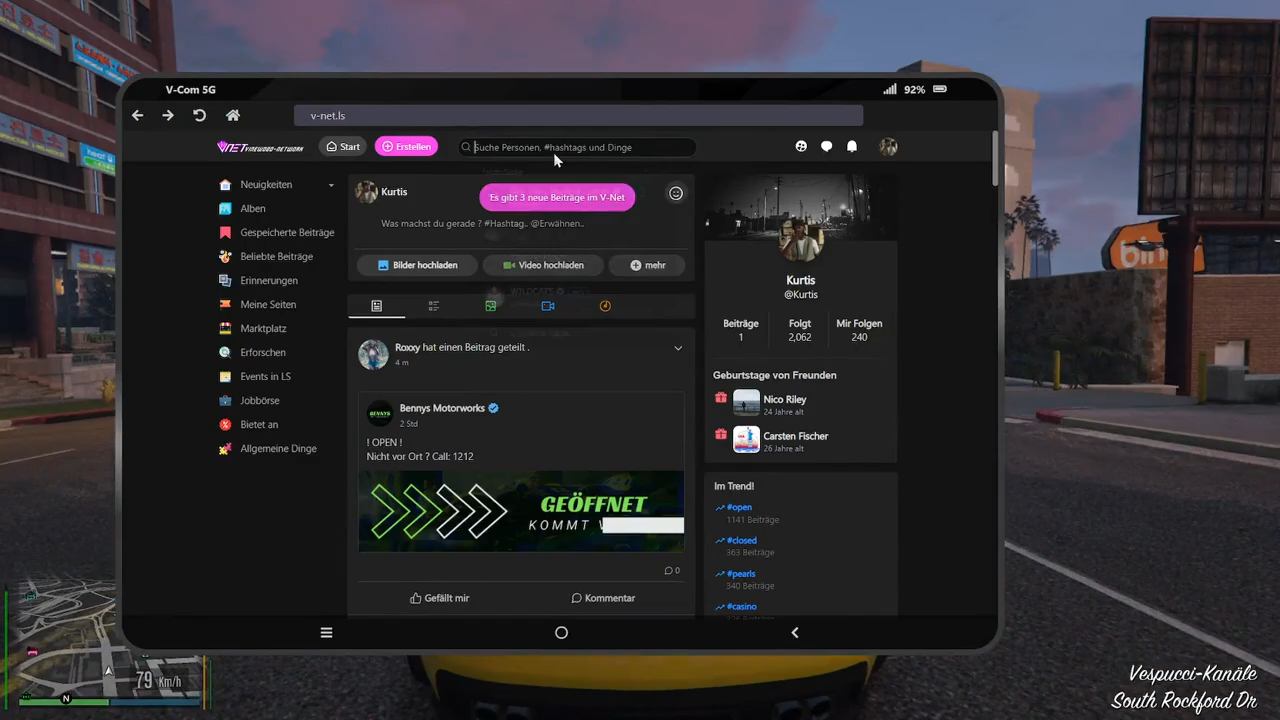 V-Com 5G
92%
v-net.ls
VNET VINEWOOD-NETWORK
Start
Erstellen
Suche Personen, #hashtags und Dinge
Neuigkeiten
Alben
Gespeicherte Beiträge
Beliebte Beiträge
Erinnerungen
Meine Seiten
Marktplatz
Erforschen
Events in LS
Jobbörse
Bietet an
Allgemeine Dinge
Kurtis
Es gibt 3 neue Beiträge im V-Net
Was machst du gerade ? #Hashtag.. @Erwähnen..
Bilder hochladen
Video hochladen
mehr
WILDCATS
Roxxy hat einen Beitrag geteilt .
4 m
BENNYS
Bennys Motorworks
2 Std
! OPEN !
Nicht vor Ort ? Call: 1212
GEÖFFNET
KOMMT
0
Gefällt mir
Kommentar
Kurtis
@Kurtis
Beiträge
1
Folgt
2,062
Mir Folgen
240
Geburtstage von Freunden
Nico Riley
24 Jahre alt
Carsten Fischer
26 Jahre alt
Im Trend!
#open
1141 Beiträge
#closed
363 Beiträge
#pearls
340 Beiträge
#casino
79 Km/h
N
Vespucci-Kanäle
South Rockford Dr